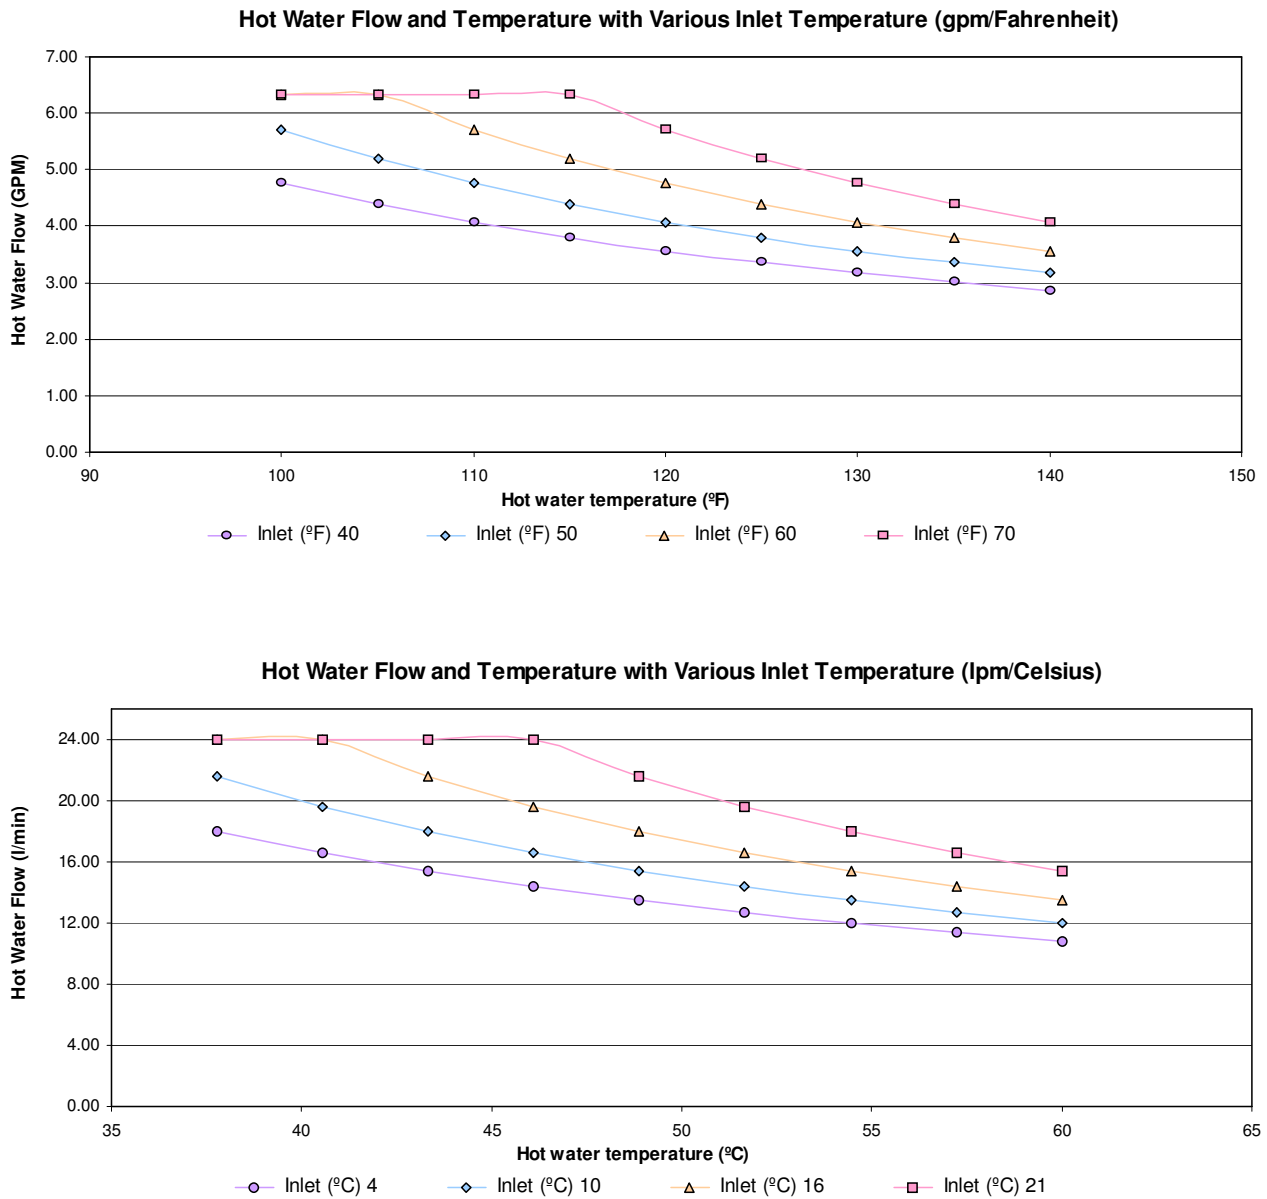 Hot Water Flow and Temperature with Various Inlet Temperature (gpm/Fahrenheit)
7.00
6.00
5.00
4.00
3.00
2.00
1.00
0.00
Hot Water Flow (GPM)
90 100 110 120 130 140 150
Hot water temperature (ºF)
Inlet (ºF) 40 Inlet (ºF) 50 Inlet (ºF) 60 Inlet (ºF) 70
Hot Water Flow and Temperature with Various Inlet Temperature (lpm/Celsius)
24.00
20.00
16.00
12.00
8.00
4.00
0.00
Hot Water Flow (l/min)
35 40 45 50 55 60 65
Hot water temperature (ºC)
Inlet (ºC) 4 Inlet (ºC) 10 Inlet (ºC) 16 Inlet (ºC) 21